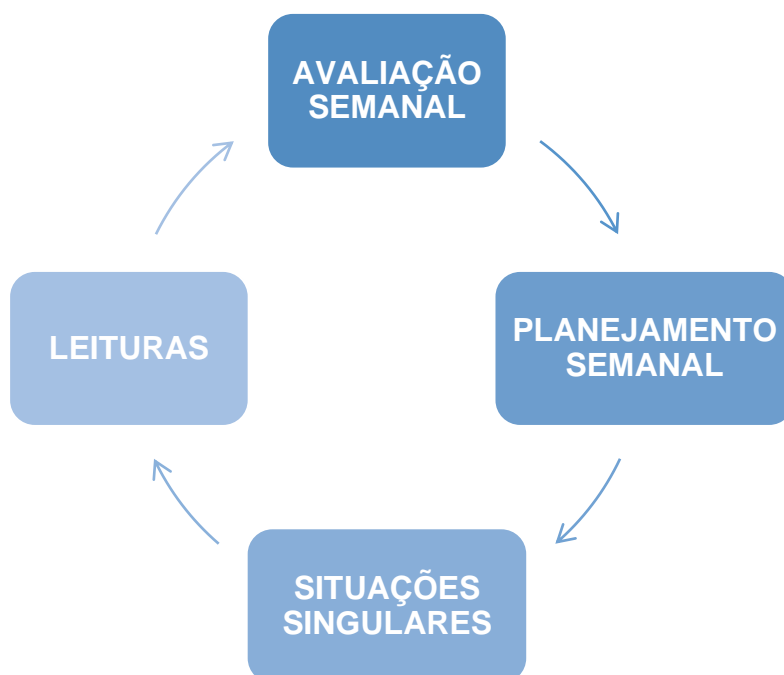 AVALIAÇÃO
SEMANAL
PLANEJAMENTO
SEMANAL
SITUAÇÕES
SINGULARES
LEITURAS